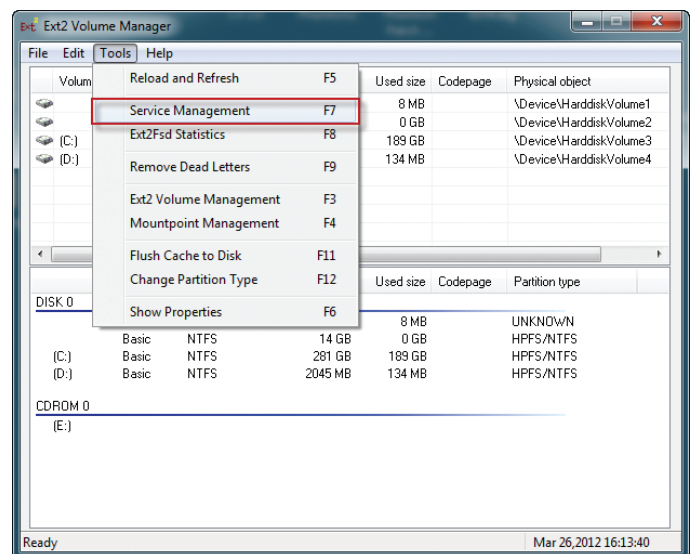 Ext2 Volume Manager
File Edit Tools Help
Volum Used size Codepage Physical object
8 MB \Device\HarddiskVolume1
0 GB \Device\HarddiskVolume2
(C:) 189 GB \Device\HarddiskVolume3
(D:) 134 MB \Device\HarddiskVolume4
Reload and Refresh F5
Service Management F7
Ext2Fsd Statistics F8
Remove Dead Letters F9
Ext2 Volume Management F3
Mountpoint Management F4
Flush Cache to Disk F11
Change Partition Type F12
Show Properties F6
Used size Codepage Partition type
DISK 0
8 MB UNKNOWN
Basic NTFS 14 GB 0 GB HPFS/NTFS
(C:) Basic NTFS 281 GB 189 GB HPFS/NTFS
(D:) Basic NTFS 2045 MB 134 MB HPFS/NTFS
CDROM 0
(E:)
Ready Mar 26,2012 16:13:40